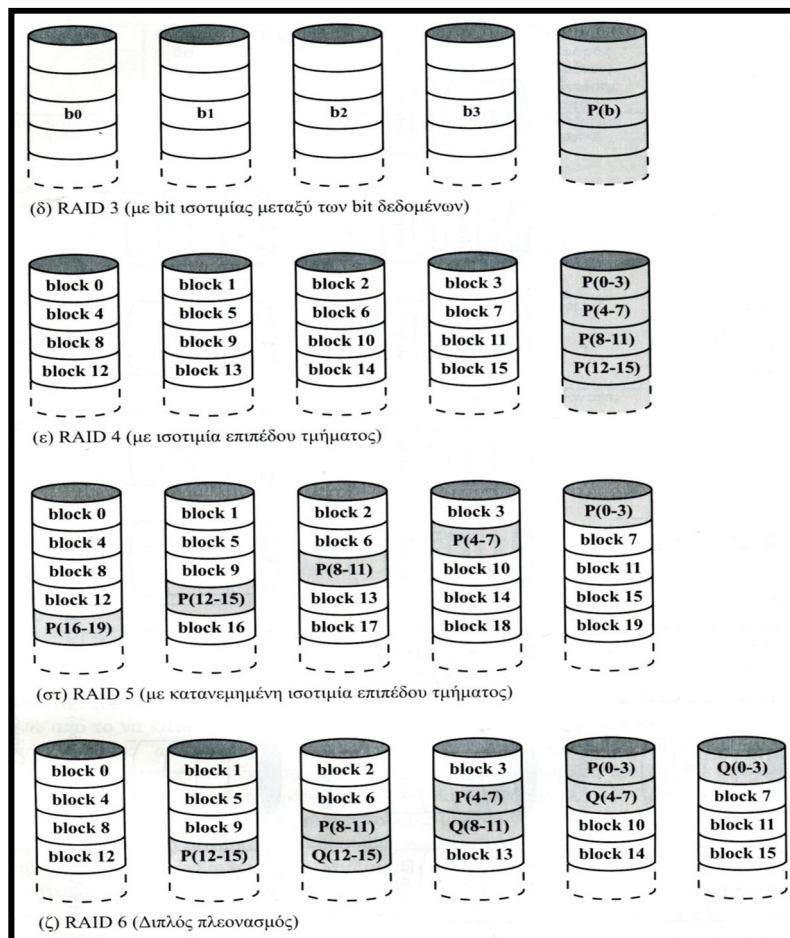 b0 b1 b2 b3 P(b)
(δ) RAID 3 (με bit ισοτιμίας μεταξύ των bit δεδομένων)
block 0 block 1 block 2 block 3 P(0-3)
block 4 block 5 block 6 block 7 P(4-7)
block 8 block 9 block 10 block 11 P(8-11)
block 12 block 13 block 14 block 15 P(12-15)
(ε) RAID 4 (με ισοτιμία επιπέδου τμήματος)
block 0 block 1 block 2 block 3 P(0-3)
block 4 block 5 block 6 P(4-7) block 7
block 8 block 9 P(8-11) block 10 block 11
block 12 P(12-15) block 13 block 14 block 15
P(16-19) block 16 block 17 block 18 block 19
(στ) RAID 5 (με κατανεμημένη ισοτιμία επιπέδου τμήματος)
block 0 block 1 block 2 block 3 P(0-3) Q(0-3)
block 4 block 5 block 6 P(4-7) Q(4-7) block 7
block 8 block 9 P(8-11) Q(8-11) block 10 block 11
block 12 P(12-15) Q(12-15) block 13 block 14 block 15
(ζ) RAID 6 (Διπλός πλεονασμός)